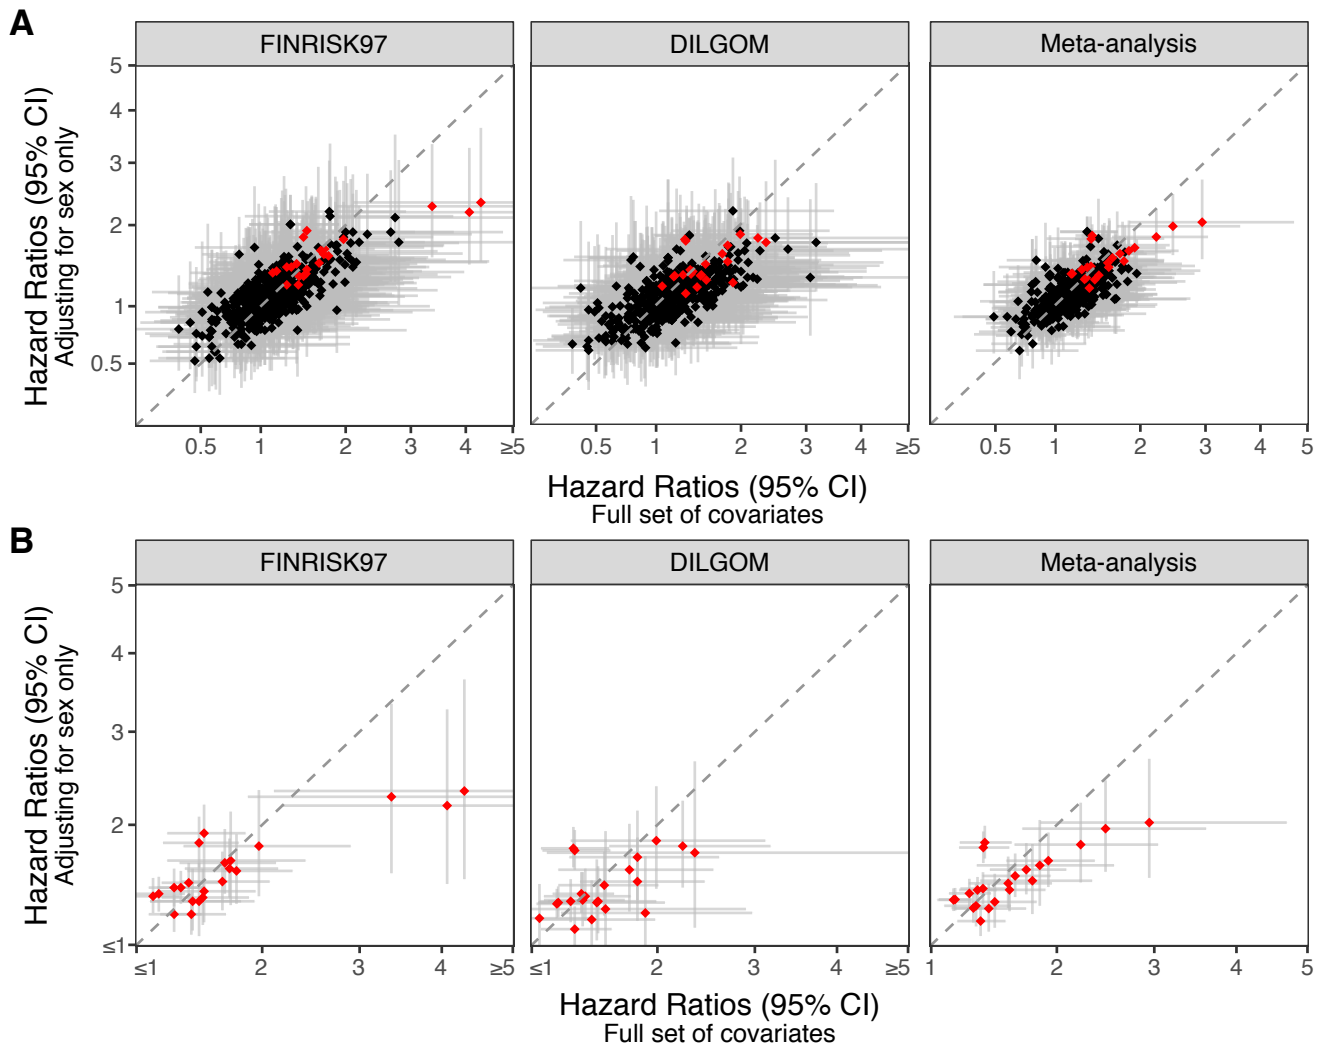 A
FINRISK97 DILGOM Meta-analysis
Hazard Ratios (95% CI)
Adjusting for sex only
5
4
3
2
1
0.5
0.5 1 2 3 4 ≥5 0.5 1 2 3 4 ≥5 0.5 1 2 3 4 5
Hazard Ratios (95% CI)
Full set of covariates
B
FINRISK97 DILGOM Meta-analysis
Hazard Ratios (95% CI)
Adjusting for sex only
5
4
3
2
≤1
≤1 2 3 4 ≥5 ≤1 2 3 4 ≥5 1 2 3 4 5
Hazard Ratios (95% CI)
Full set of covariates